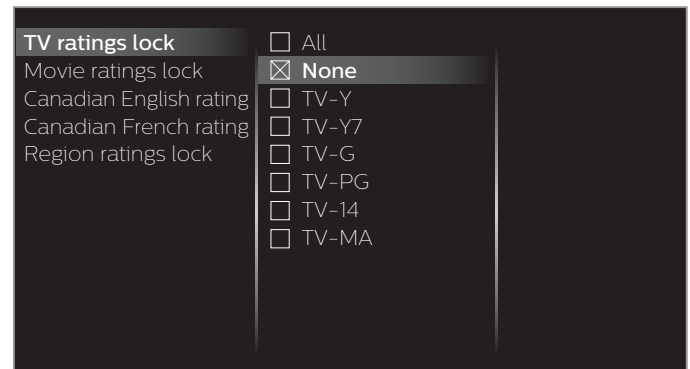 TV ratings lock
Movie ratings lock
Canadian English rating
Canadian French rating
Region ratings lock
All
None
TV-Y
TV-Y7
TV-G
TV-PG
TV-14
TV-MA